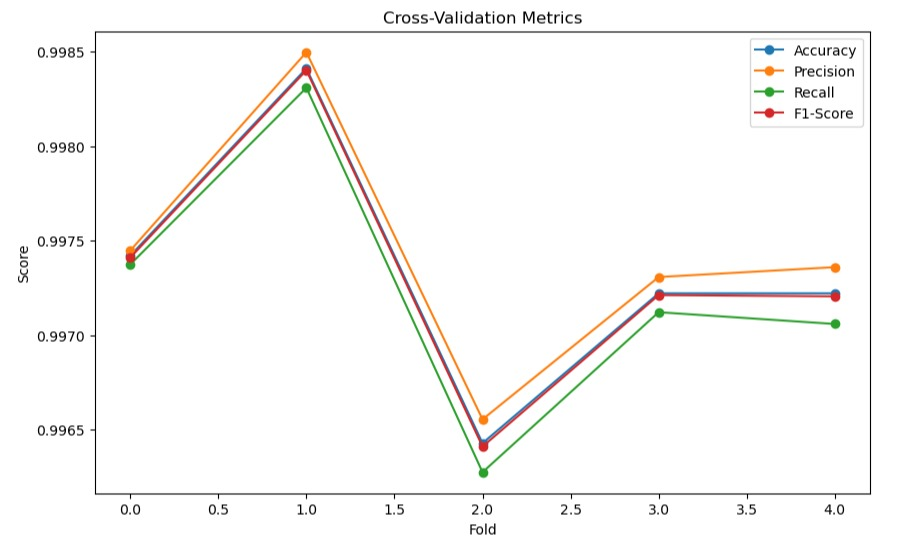 Cross-Validation Metrics
Accuracy
Precision
Recall
F1-Score
Score
0.9985
0.9980
0.9975
0.9970
0.9965
0.0 0.5 1.0 1.5 2.0 2.5 3.0 3.5 4.0
Fold